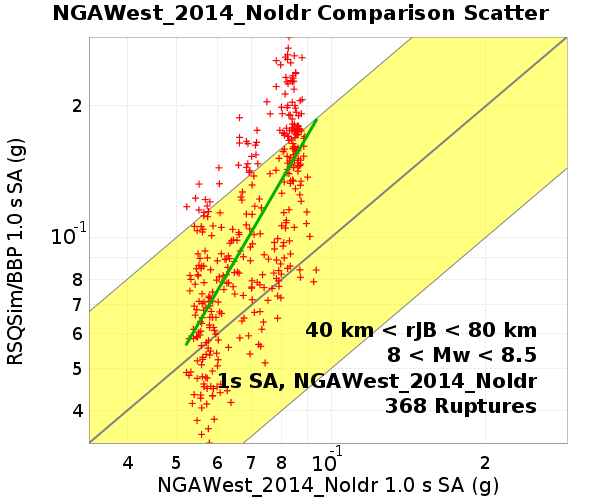 NGAWest_2014_NoIdr Comparison Scatter
RSQSim/BBP 1.0 s SA (g)
2
10⁻¹
8
7
6
5
4
40 km < rJB < 80 km
8 < Mw < 8.5
1s SA, NGAWest_2014_NoIdr
368 Ruptures
4 5 6 7 8 10⁻¹ 2
NGAWest_2014_NoIdr 1.0 s SA (g)